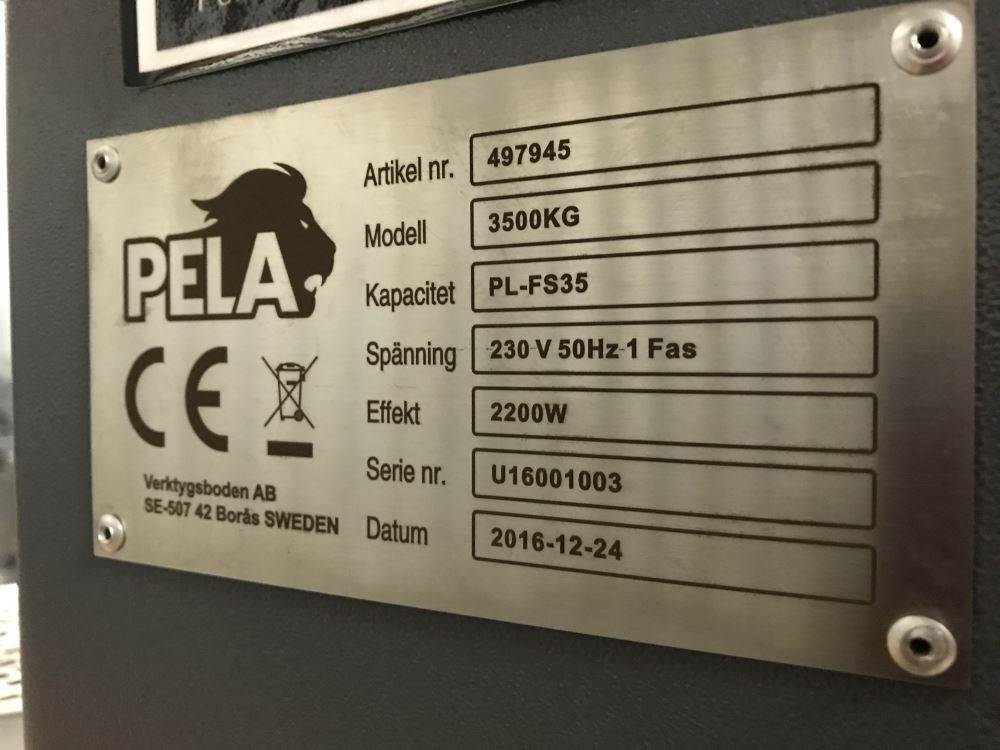 PELA
CE
Verktygsboden AB
SE-507 42 Borås SWEDEN
Artikel nr. 497945
Modell 3500KG
Kapacitet PL-FS35
Spänning 230 V 50Hz 1 Fas
Effekt 2200W
Serie nr. U16001003
Datum 2016-12-24